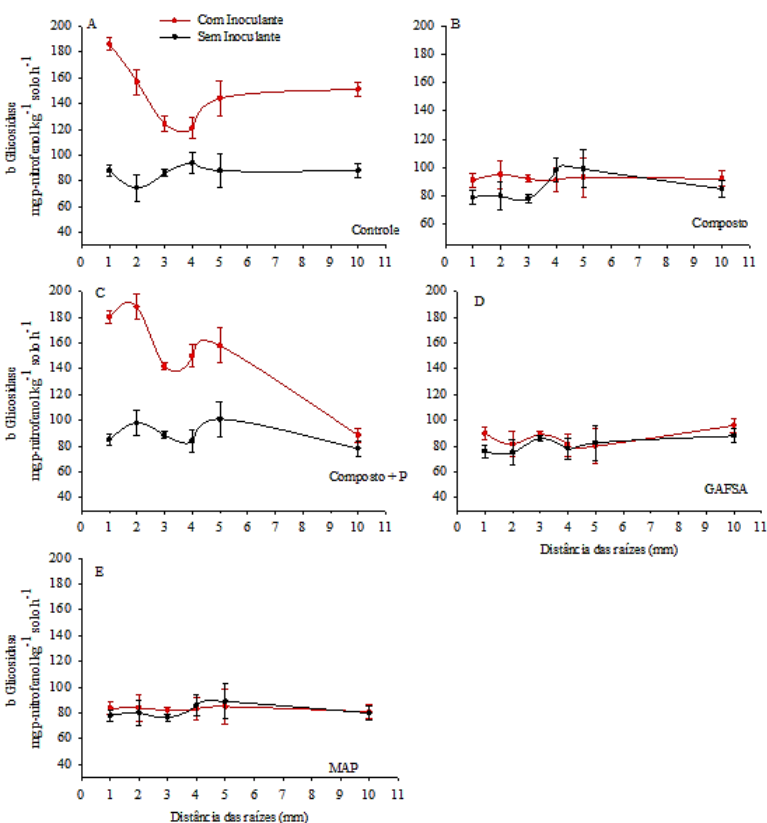 A
Com Inoculante
Sem Inoculante
b Glicosidase
mg p-nitrofenol kg-1 solo h-1
200
180
160
140
120
100
80
60
40
Controle
0 1 2 3 4 5 6 7 8 9 10 11
B
200
180
160
140
120
100
80
60
Composto
0 1 2 3 4 5 6 7 8 9 10 11
C
b Glicosidase
mg p-nitrofenol kg-1 solo h-1
200
180
160
140
120
100
80
60
40
Composto + P
0 1 2 3 4 5 6 7 8 9 10 11
D
200
180
160
140
120
100
80
60
40
GAFSA
0 1 2 3 4 5 6 7 8 9 10 11
Distância das raízes (mm)
E
b Glicosidase
mg p-nitrofenol kg-1 solo h-1
200
180
160
140
120
100
80
60
40
MAP
0 1 2 3 4 5 6 7 8 9 10 11
Distância das raízes (mm)